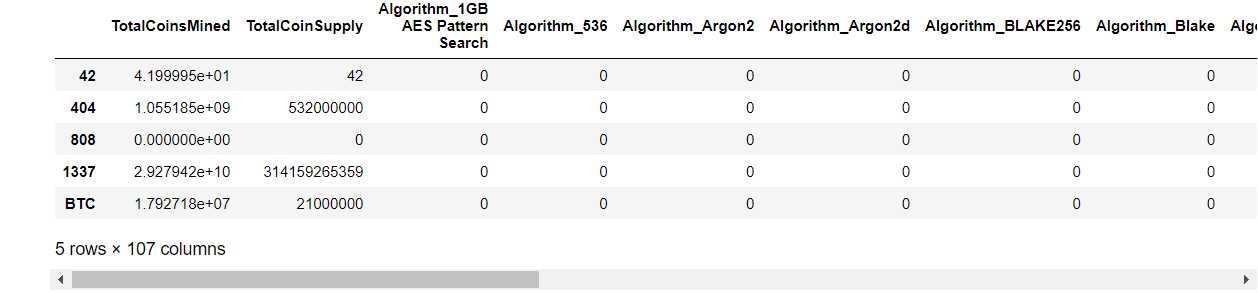 TotalCoinsMined TotalCoinSupply Algorithm_1GB AES Pattern Search Algorithm_536 Algorithm_Argon2 Algorithm_Argon2d Algorithm_BLAKE256 Algorithm_Blake Algo
42 4.199995e+01 42 0 0 0 0 0 0
404 1.055185e+09 532000000 0 0 0 0 0 0
808 0.000000e+00 0 0 0 0 0 0 0
1337 2.927942e+10 314159265359 0 0 0 0 0 0
BTC 1.792718e+07 21000000 0 0 0 0 0 0
5 rows × 107 columns